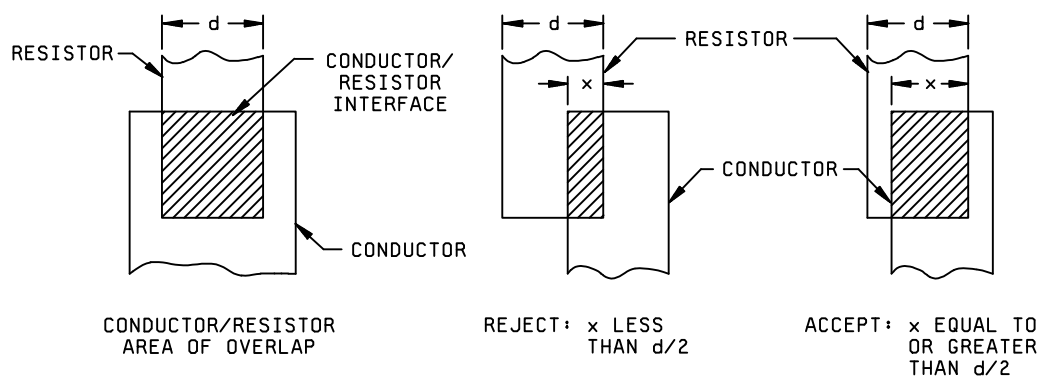 d
RESISTOR
CONDUCTOR/
RESISTOR
INTERFACE
CONDUCTOR
CONDUCTOR/RESISTOR
AREA OF OVERLAP
d
x
RESISTOR
CONDUCTOR
REJECT: x LESS
THAN d/2
d
x
ACCEPT: x EQUAL TO
OR GREATER
THAN d/2